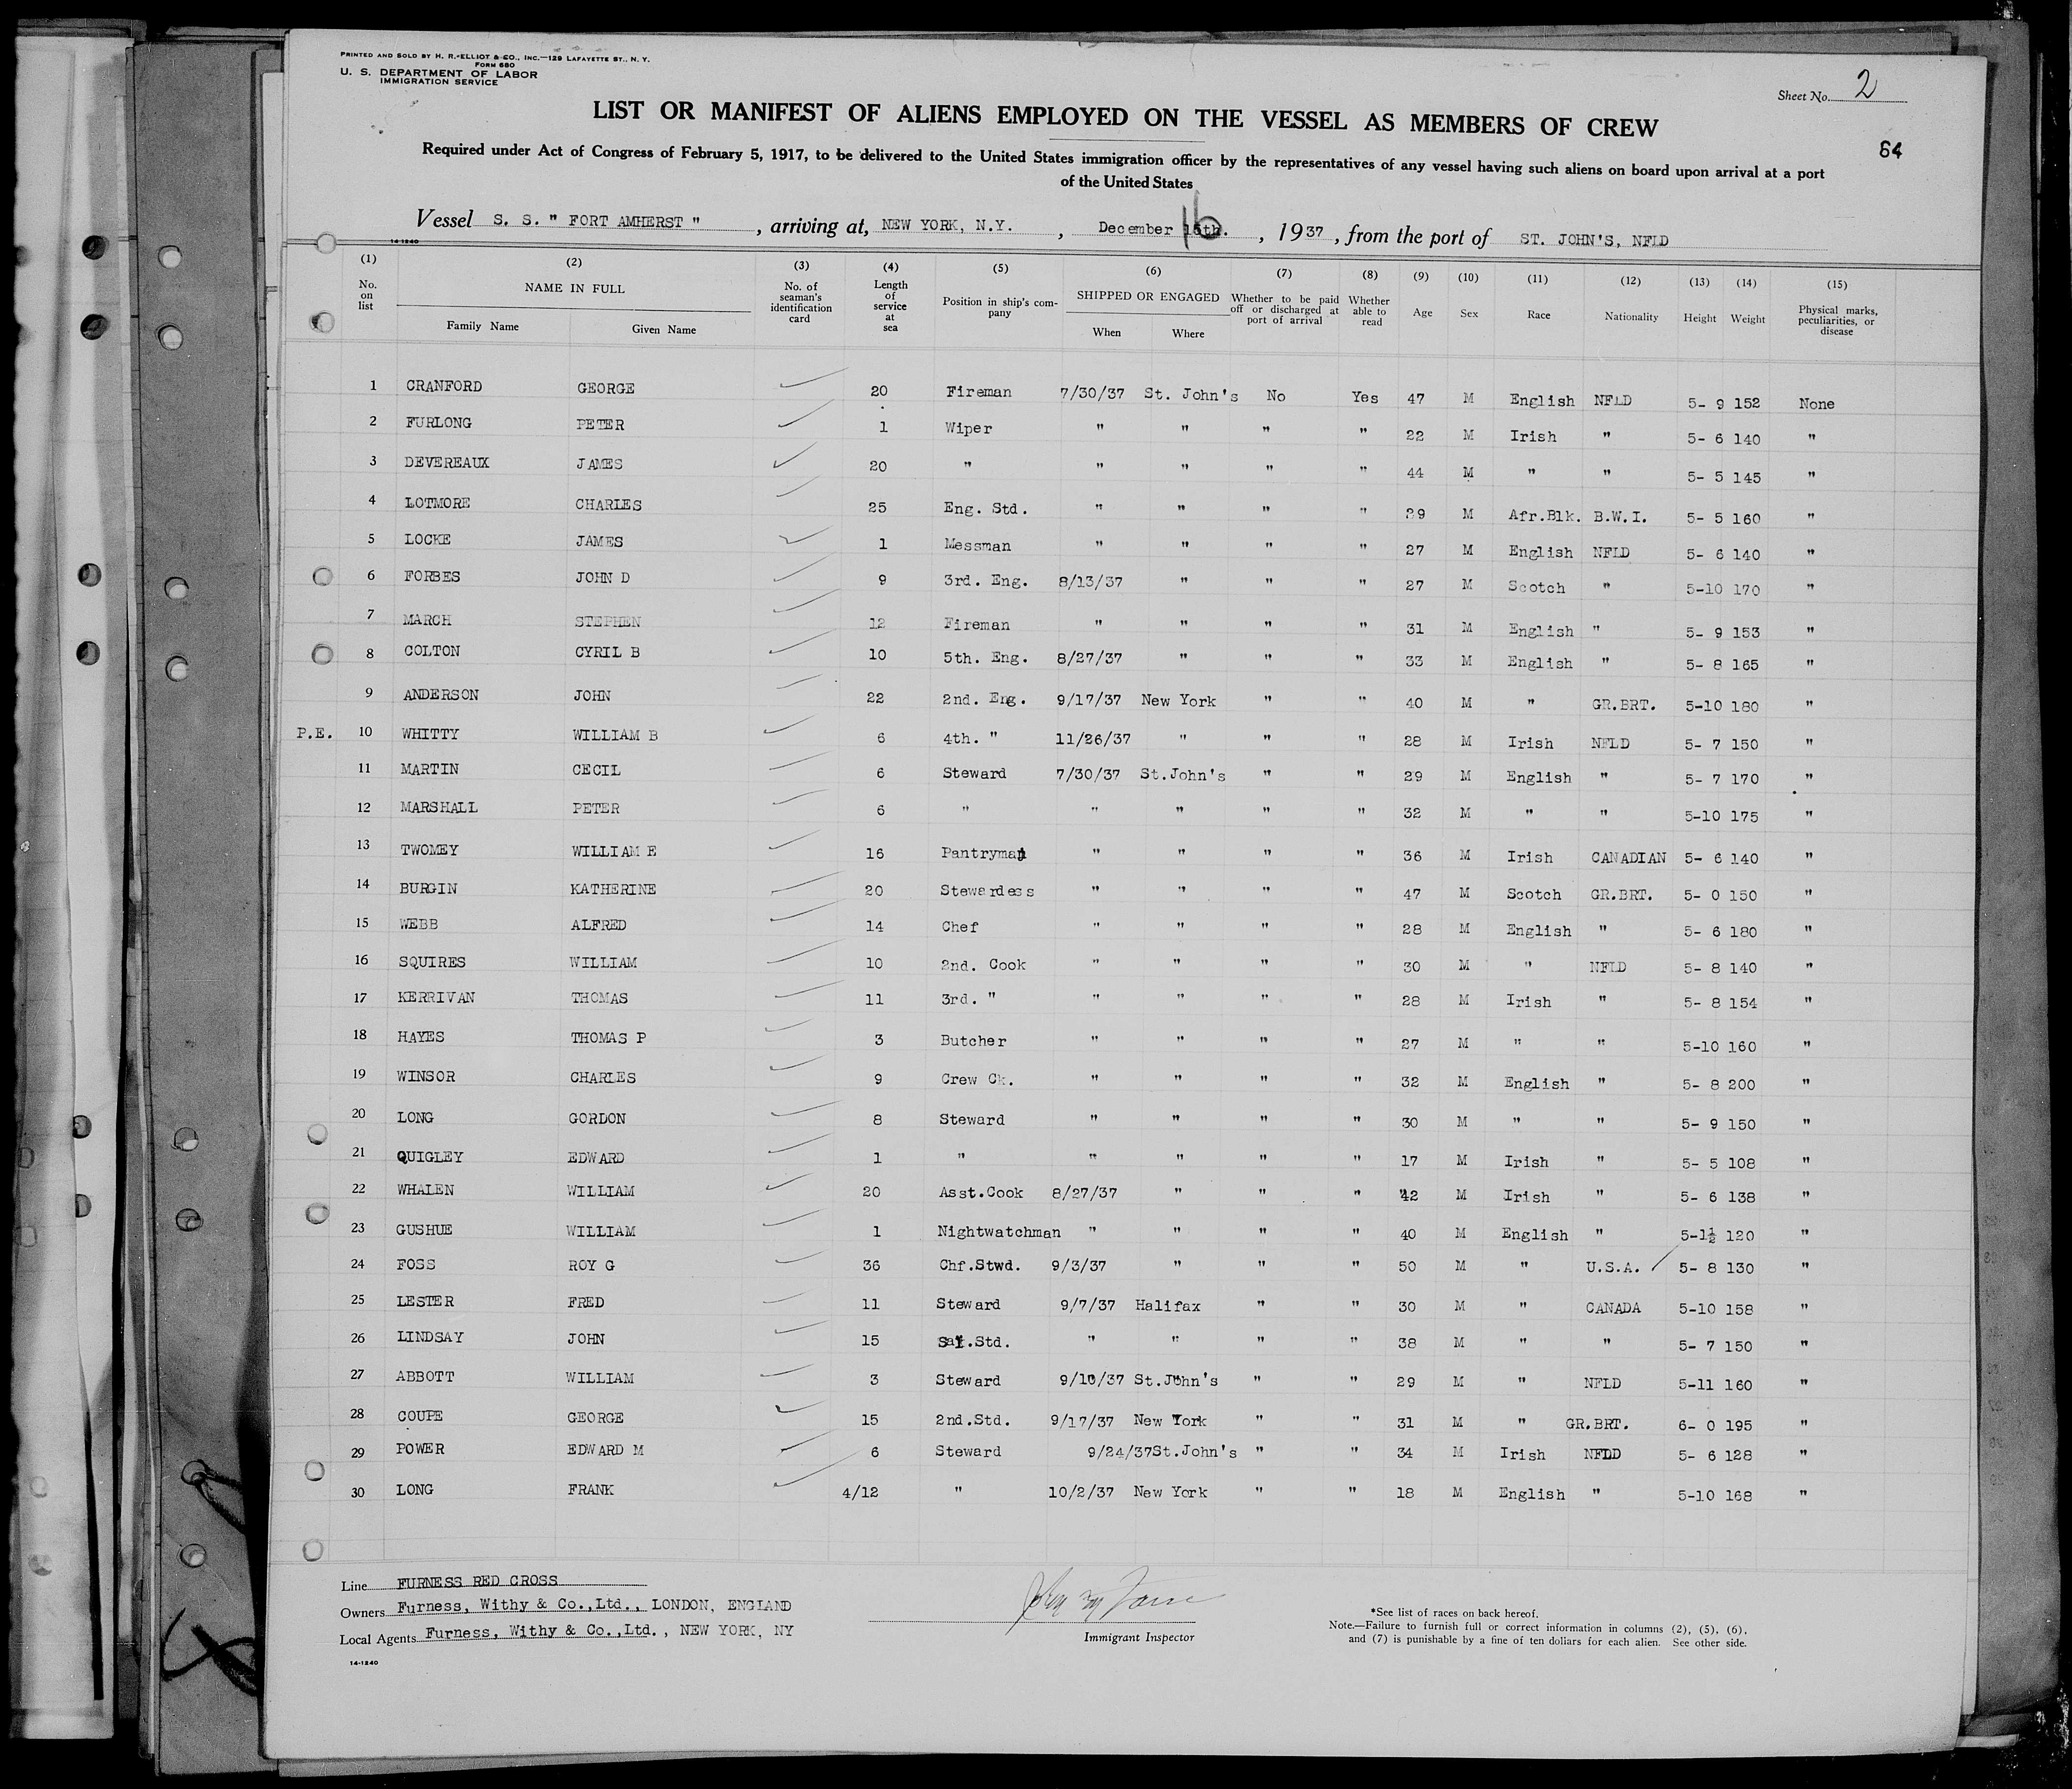 PRINTED AND SOLD BY H. R. ELLIOT & CO., INC.—129 LAFAYETTE ST., N. Y.
FORM 680
U. S. DEPARTMENT OF LABOR
IMMIGRATION SERVICE
Sheet No. 2
LIST OR MANIFEST OF ALIENS EMPLOYED ON THE VESSEL AS MEMBERS OF CREW
64
Required under Act of Congress of February 5, 1917, to be delivered to the United States immigration officer by the representatives of any vessel having such aliens on board upon arrival at a port
of the United States
Vessel S. S. " FORT AMHERST " , arriving at, NEW YORK, N.Y. , December 16th. , 1937, from the port of ST. JOHN'S, NFLD
14-1240
(1) (2) (3) (4) (5) (6) (7) (8) (9) (10) (11) (12) (13) (14) (15)
No. on list NAME IN FULL Family Name Given Name No. of seaman's identification card Length of service at sea Position in ship's company SHIPPED OR ENGAGED When Where Whether to be paid off or discharged at port of arrival Whether able to read Age Sex Race Nationality Height Weight Physical marks, peculiarities, or disease
1 CRANFORD GEORGE 20 Fireman 7/30/37 St. John's No Yes 47 M English NFLD 5- 9 152 None
2 FURLONG PETER 1 Wiper " " " " 22 M Irish " 5- 6 140 "
3 DEVEREAUX JAMES 20 " " " " " 44 M " " 5- 5 145 "
4 LOTMORE CHARLES 25 Eng. Std. " " " " 39 M Afr.Blk. B.W.I. 5- 5 160 "
5 LOCKE JAMES 1 Messman " " " " 27 M English NFLD 5- 6 140 "
6 FORBES JOHN D 9 3rd. Eng. 8/13/37 " " " 27 M Scotch " 5-10 170 "
7 MARCH STEPHEN 12 Fireman " " " " 31 M English " 5- 9 153 "
8 COLTON CYRIL B 10 5th. Eng. 8/27/37 " " " 33 M English " 5- 8 165 "
9 ANDERSON JOHN 22 2nd. Eng. 9/17/37 New York " " 40 M " GR.BRT. 5-10 180 "
P.E. 10 WHITTY WILLIAM B 6 4th. " 11/26/37 " " " 28 M Irish NFLD 5- 7 150 "
11 MARTIN CECIL 6 Steward 7/30/37 St.John's " " 29 M English " 5- 7 170 "
12 MARSHALL PETER 6 " " " " " 32 M " " 5-10 175 "
13 TWOMEY WILLIAM E 16 Pantryman " " " " 36 M Irish CANADIAN 5- 6 140 "
14 BURGIN KATHERINE 20 Stewardess " " " " 47 M Scotch GR.BRT. 5- 0 150 "
15 WEBB ALFRED 14 Chef " " " " 28 M English " 5- 6 180 "
16 SQUIRES WILLIAM 10 2nd. Cook " " " " 30 M " NFLD 5- 8 140 "
17 KERRIVAN THOMAS 11 3rd. " " " " " 28 M Irish " 5- 8 154 "
18 HAYES THOMAS P 3 Butcher " " " " 27 M " " 5-10 160 "
19 WINSOR CHARLES 9 Crew Ck. " " " " 32 M English " 5- 8 200 "
20 LONG GORDON 8 Steward " " " " 30 M " " 5- 9 150 "
21 QUIGLEY EDWARD 1 " " " " " 17 M Irish " 5- 5 108 "
22 WHALEN WILLIAM 20 Asst.Cook 8/27/37 " " " 42 M Irish " 5- 6 138 "
23 GUSHUE WILLIAM 1 Nightwatchman " " " " 40 M English " 5-1½ 120 "
24 FOSS ROY G 36 Chf.Stwd. 9/3/37 " " " 50 M " U.S.A. 5- 8 130 "
25 LESTER FRED 11 Steward 9/7/37 Halifax " " 30 M " CANADA 5-10 158 "
26 LINDSAY JOHN 15 Sal.Std. " " " " 38 M " " 5- 7 150 "
27 ABBOTT WILLIAM 3 Steward 9/10/37 St.John's " " 29 M " NFLD 5-11 160 "
28 COUPE GEORGE 15 2nd.Std. 9/17/37 New York " " 31 M " GR.BRT. 6- 0 195 "
29 POWER EDWARD M 6 Steward 9/24/37 St.John's " " 34 M Irish NFLD 5- 6 128 "
30 LONG FRANK 4/12 " 10/2/37 New York " " 18 M English " 5-10 168 "
Line FURNESS RED CROSS
Owners Furness, Withy & Co.,Ltd., LONDON, ENGLAND
Local Agents Furness, Withy & Co.,Ltd., NEW YORK, NY
Immigrant Inspector
*See list of races on back hereof.
Note.—Failure to furnish full or correct information in columns (2), (5), (6),
and (7) is punishable by a fine of ten dollars for each alien. See other side.
14-1240